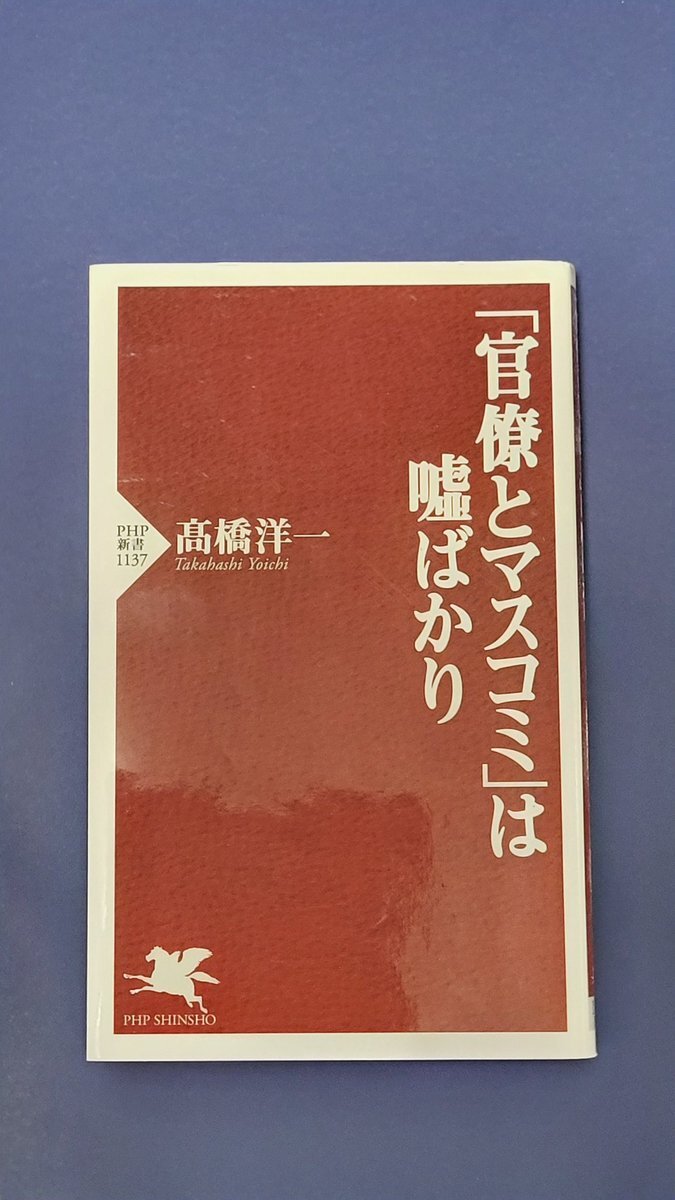 「官僚とマスコミ」は
嘘ばかり
PHP
新書
1137
髙橋洋一
Takahashi Yoichi
PHP SHINSHO